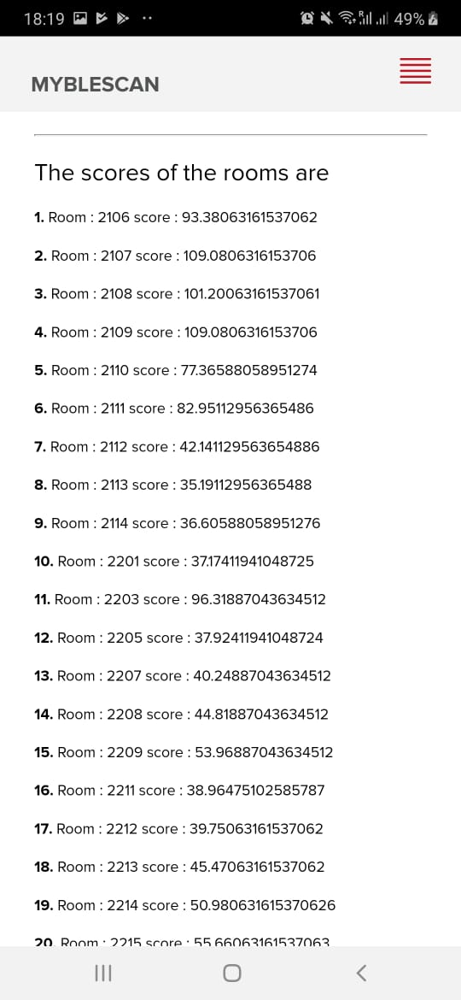 18:19
49%
MYBLESCAN
The scores of the rooms are
1. Room : 2106 score : 93.38063161537062
2. Room : 2107 score : 109.0806316153706
3. Room : 2108 score : 101.20063161537061
4. Room : 2109 score : 109.0806316153706
5. Room : 2110 score : 77.36588058951274
6. Room : 2111 score : 82.95112956365486
7. Room : 2112 score : 42.141129563654886
8. Room : 2113 score : 35.19112956365488
9. Room : 2114 score : 36.60588058951276
10. Room : 2201 score : 37.17411941048725
11. Room : 2203 score : 96.31887043634512
12. Room : 2205 score : 37.92411941048724
13. Room : 2207 score : 40.24887043634512
14. Room : 2208 score : 44.81887043634512
15. Room : 2209 score : 53.96887043634512
16. Room : 2211 score : 38.96475102585787
17. Room : 2212 score : 39.75063161537062
18. Room : 2213 score : 45.47063161537062
19. Room : 2214 score : 50.980631615370626
20. Room : 2215 score : 55.66063161537063